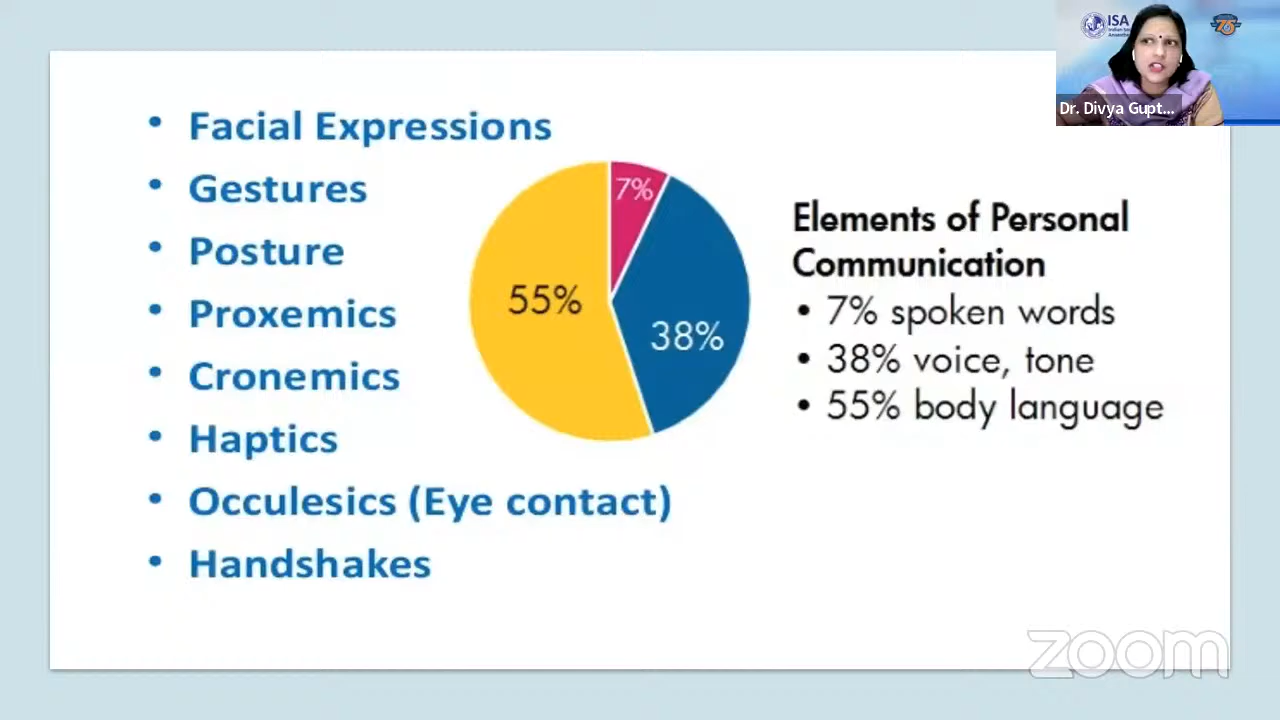 Facial Expressions
Gestures
Posture
Proxemics
Cronemics
Haptics
Occulesics (Eye contact)
Handshakes
7%
38%
55%
Elements of Personal
Communication
• 7% spoken words
• 38% voice, tone
• 55% body language
ISA
75
Dr. Divya Gupt...
zoom